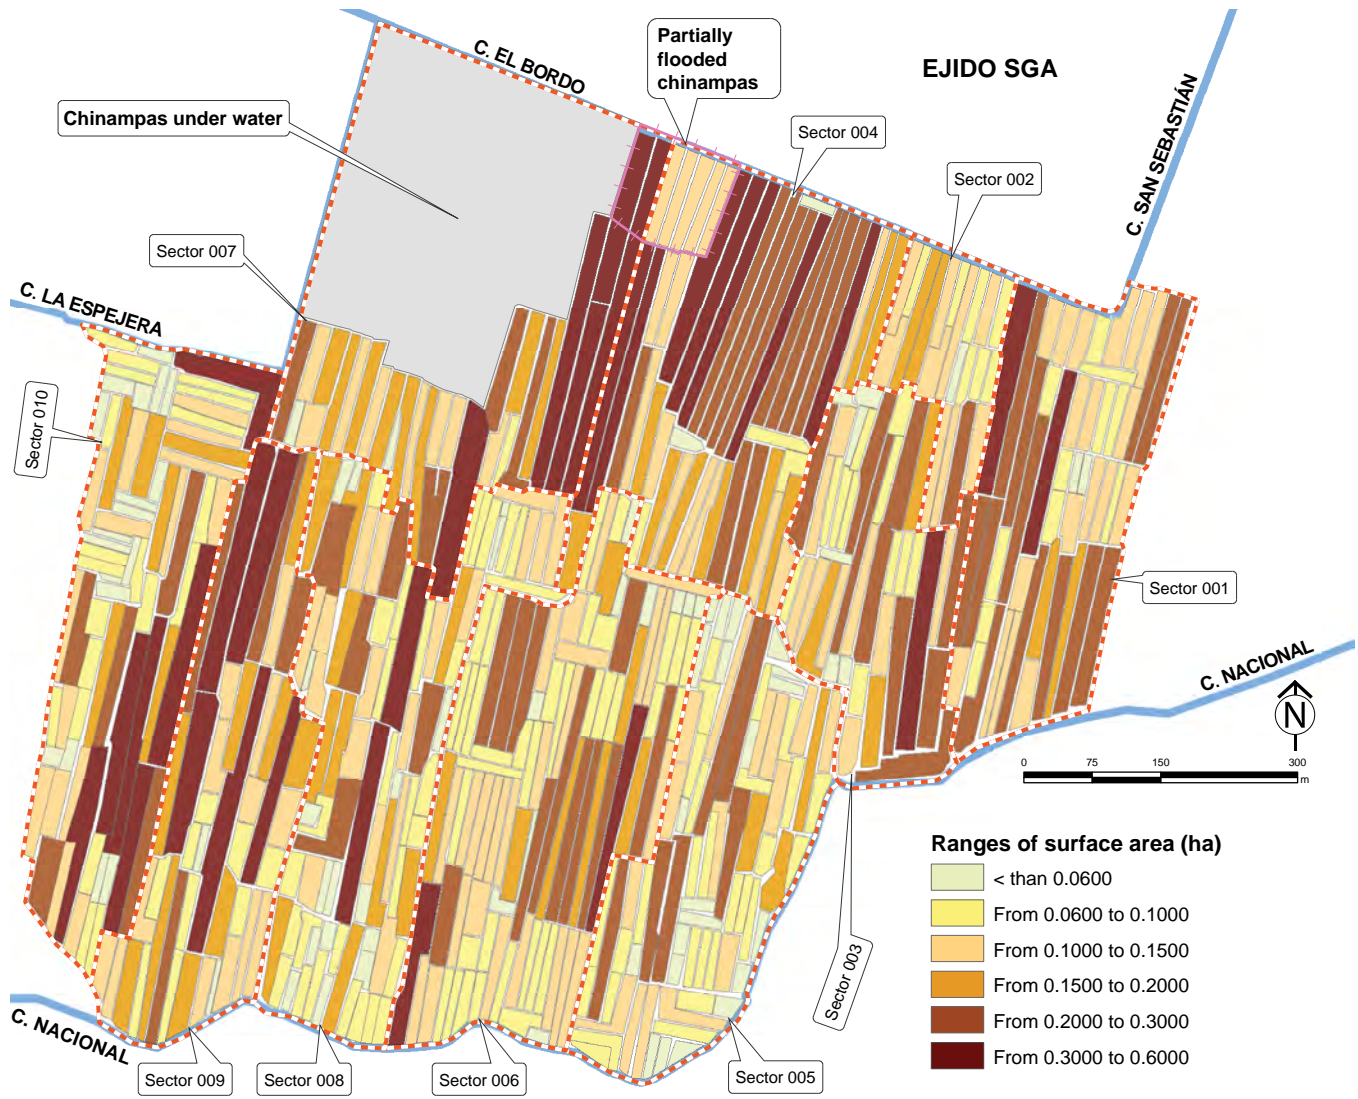 C. EL BORDO
Partially
flooded
chinampas
EJIDO SGA
C. SAN SEBASTIÁN
Chinampas under water
Sector 004
Sector 002
Sector 007
C. LA ESPEJERA
Sector 010
Sector 001
C. NACIONAL
N
0 75 150 300
m
Ranges of surface area (ha)
< than 0.0600
From 0.0600 to 0.1000
From 0.1000 to 0.1500
From 0.1500 to 0.2000
From 0.2000 to 0.3000
From 0.3000 to 0.6000
Sector 003
C. NACIONAL
Sector 009
Sector 008
Sector 006
Sector 005